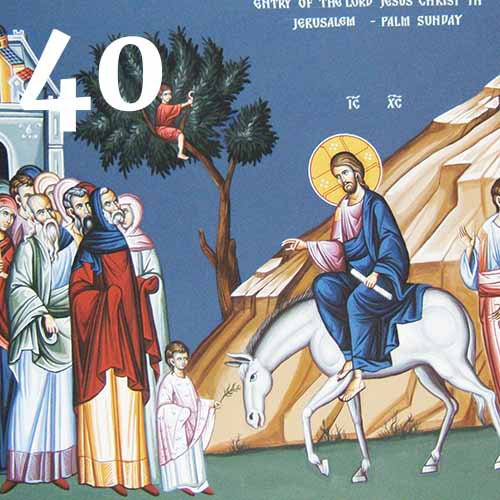 ENTRY OF THE LORD JESUS CHRIST IN
JERUSALEM - PALM SUNDAY
40
IC XC